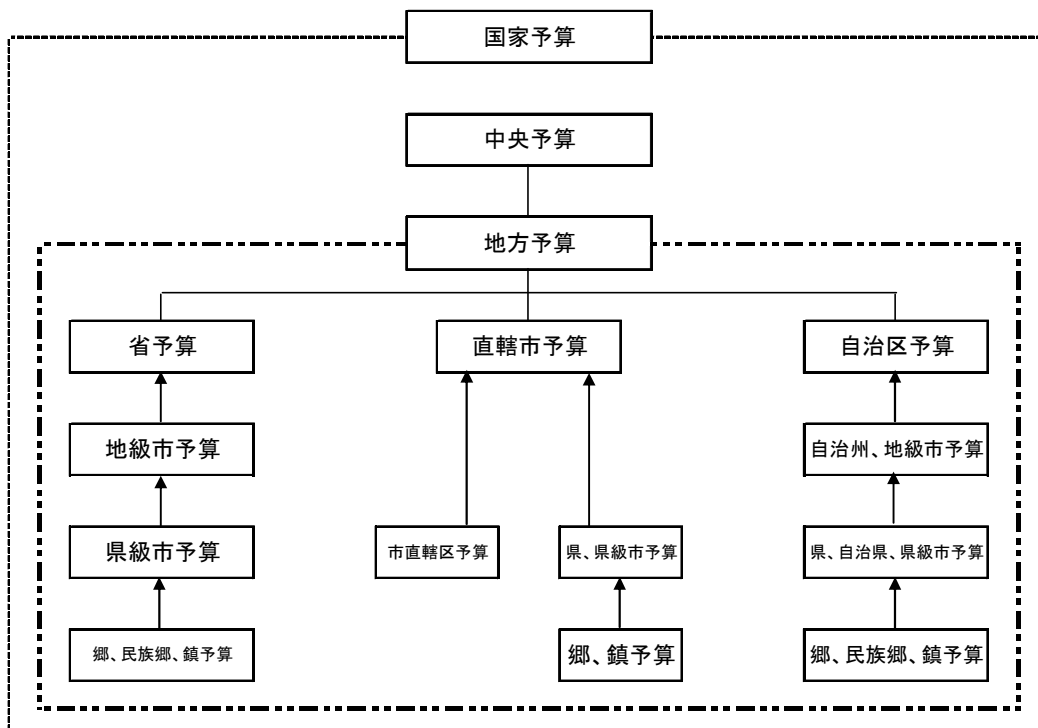 国家予算
中央予算
地方予算
省予算
直轄市予算
自治区予算
地級市予算
自治州、地級市予算
県級市予算
市直轄区予算
県、県級市予算
県、自治県、県級市予算
郷、民族郷、鎮予算
郷、鎮予算
郷、民族郷、鎮予算